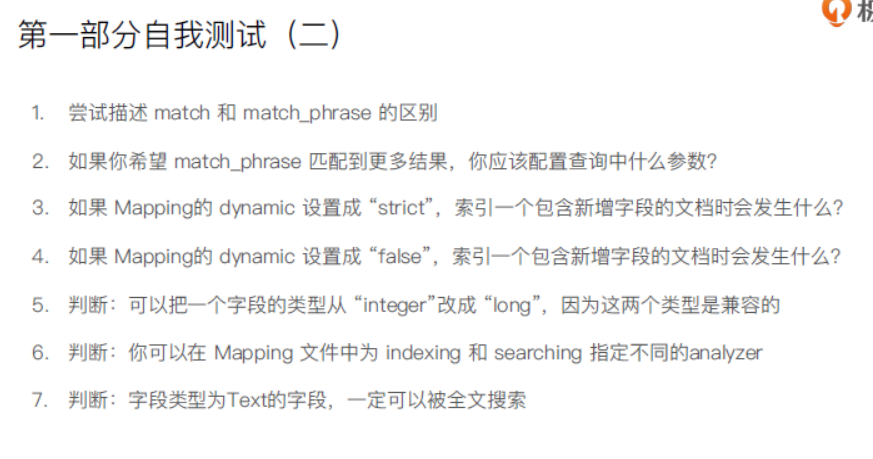 第一部分自我测试（二）
1. 尝试描述 match 和 match_phrase 的区别
2. 如果你希望 match_phrase 匹配到更多结果，你应该配置查询中什么参数？
3. 如果 Mapping的 dynamic 设置成 “strict”，索引一个包含新增字段的文档时会发生什么？
4. 如果 Mapping的 dynamic 设置成 “false”，索引一个包含新增字段的文档时会发生什么？
5. 判断：可以把一个字段的类型从 “integer”改成 “long”，因为这两个类型是兼容的
6. 判断：你可以在 Mapping 文件中为 indexing 和 searching 指定不同的analyzer
7. 判断：字段类型为Text的字段，一定可以被全文搜索